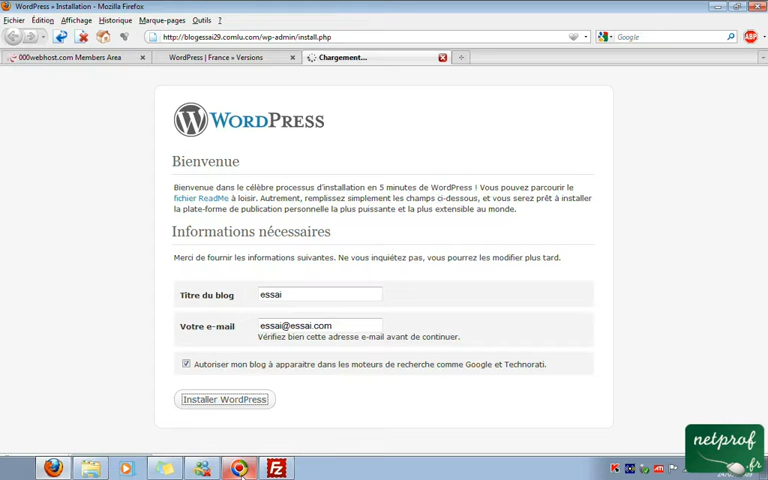 WordPress » Installation - Mozilla Firefox
Fichier Édition Affichage Historique Marque-pages Outils ?
http://blogessai29.comlu.com/wp-admin/install.php
Google
ABP
000webhost.com Members Area
WordPress | France » Versions
Chargement...
WORDPRESS
Bienvenue
Bienvenue dans le célèbre processus d'installation en 5 minutes de WordPress ! Vous pouvez parcourir le
fichier ReadMe à loisir. Autrement, remplissez simplement les champs ci-dessous, et vous serez prêt à installer
la plate-forme de publication personnelle la plus puissante et la plus extensible au monde.
Informations nécessaires
Merci de fournir les informations suivantes. Ne vous inquiétez pas, vous pourrez les modifier plus tard.
Titre du blog
essai
Votre e-mail
essai@essai.com
Vérifiez bien cette adresse e-mail avant de continuer.
Autoriser mon blog à apparaitre dans les moteurs de recherche comme Google et Technorati.
Installer WordPress
FZ
netprof
.fr